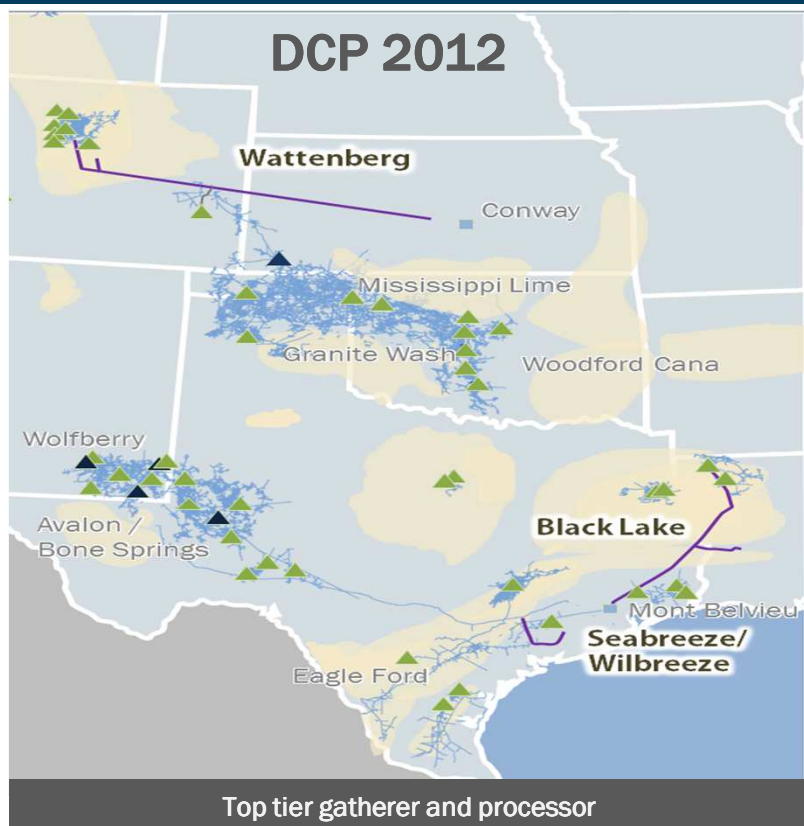 DCP 2012
Wattenberg
Conway
Mississippi Lime
Granite Wash
Woodford Cana
Wolfberry
Avalon /
Bone Springs
Black Lake
Mont Belvieu
Seabreeze/
Wilbreeze
Eagle Ford
Top tier gatherer and processor